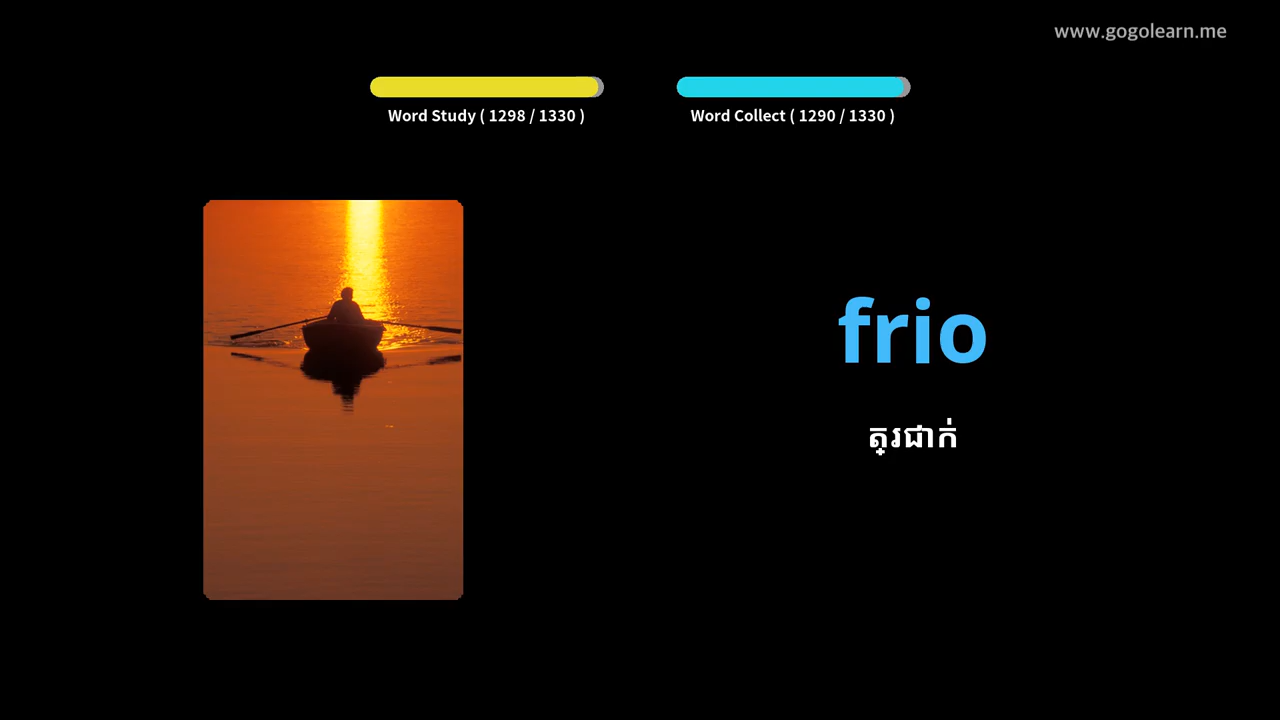 www.gogolearn.me
Word Study ( 1298 / 1330 )
Word Collect ( 1290 / 1330 )
frio
ត្រជាក់